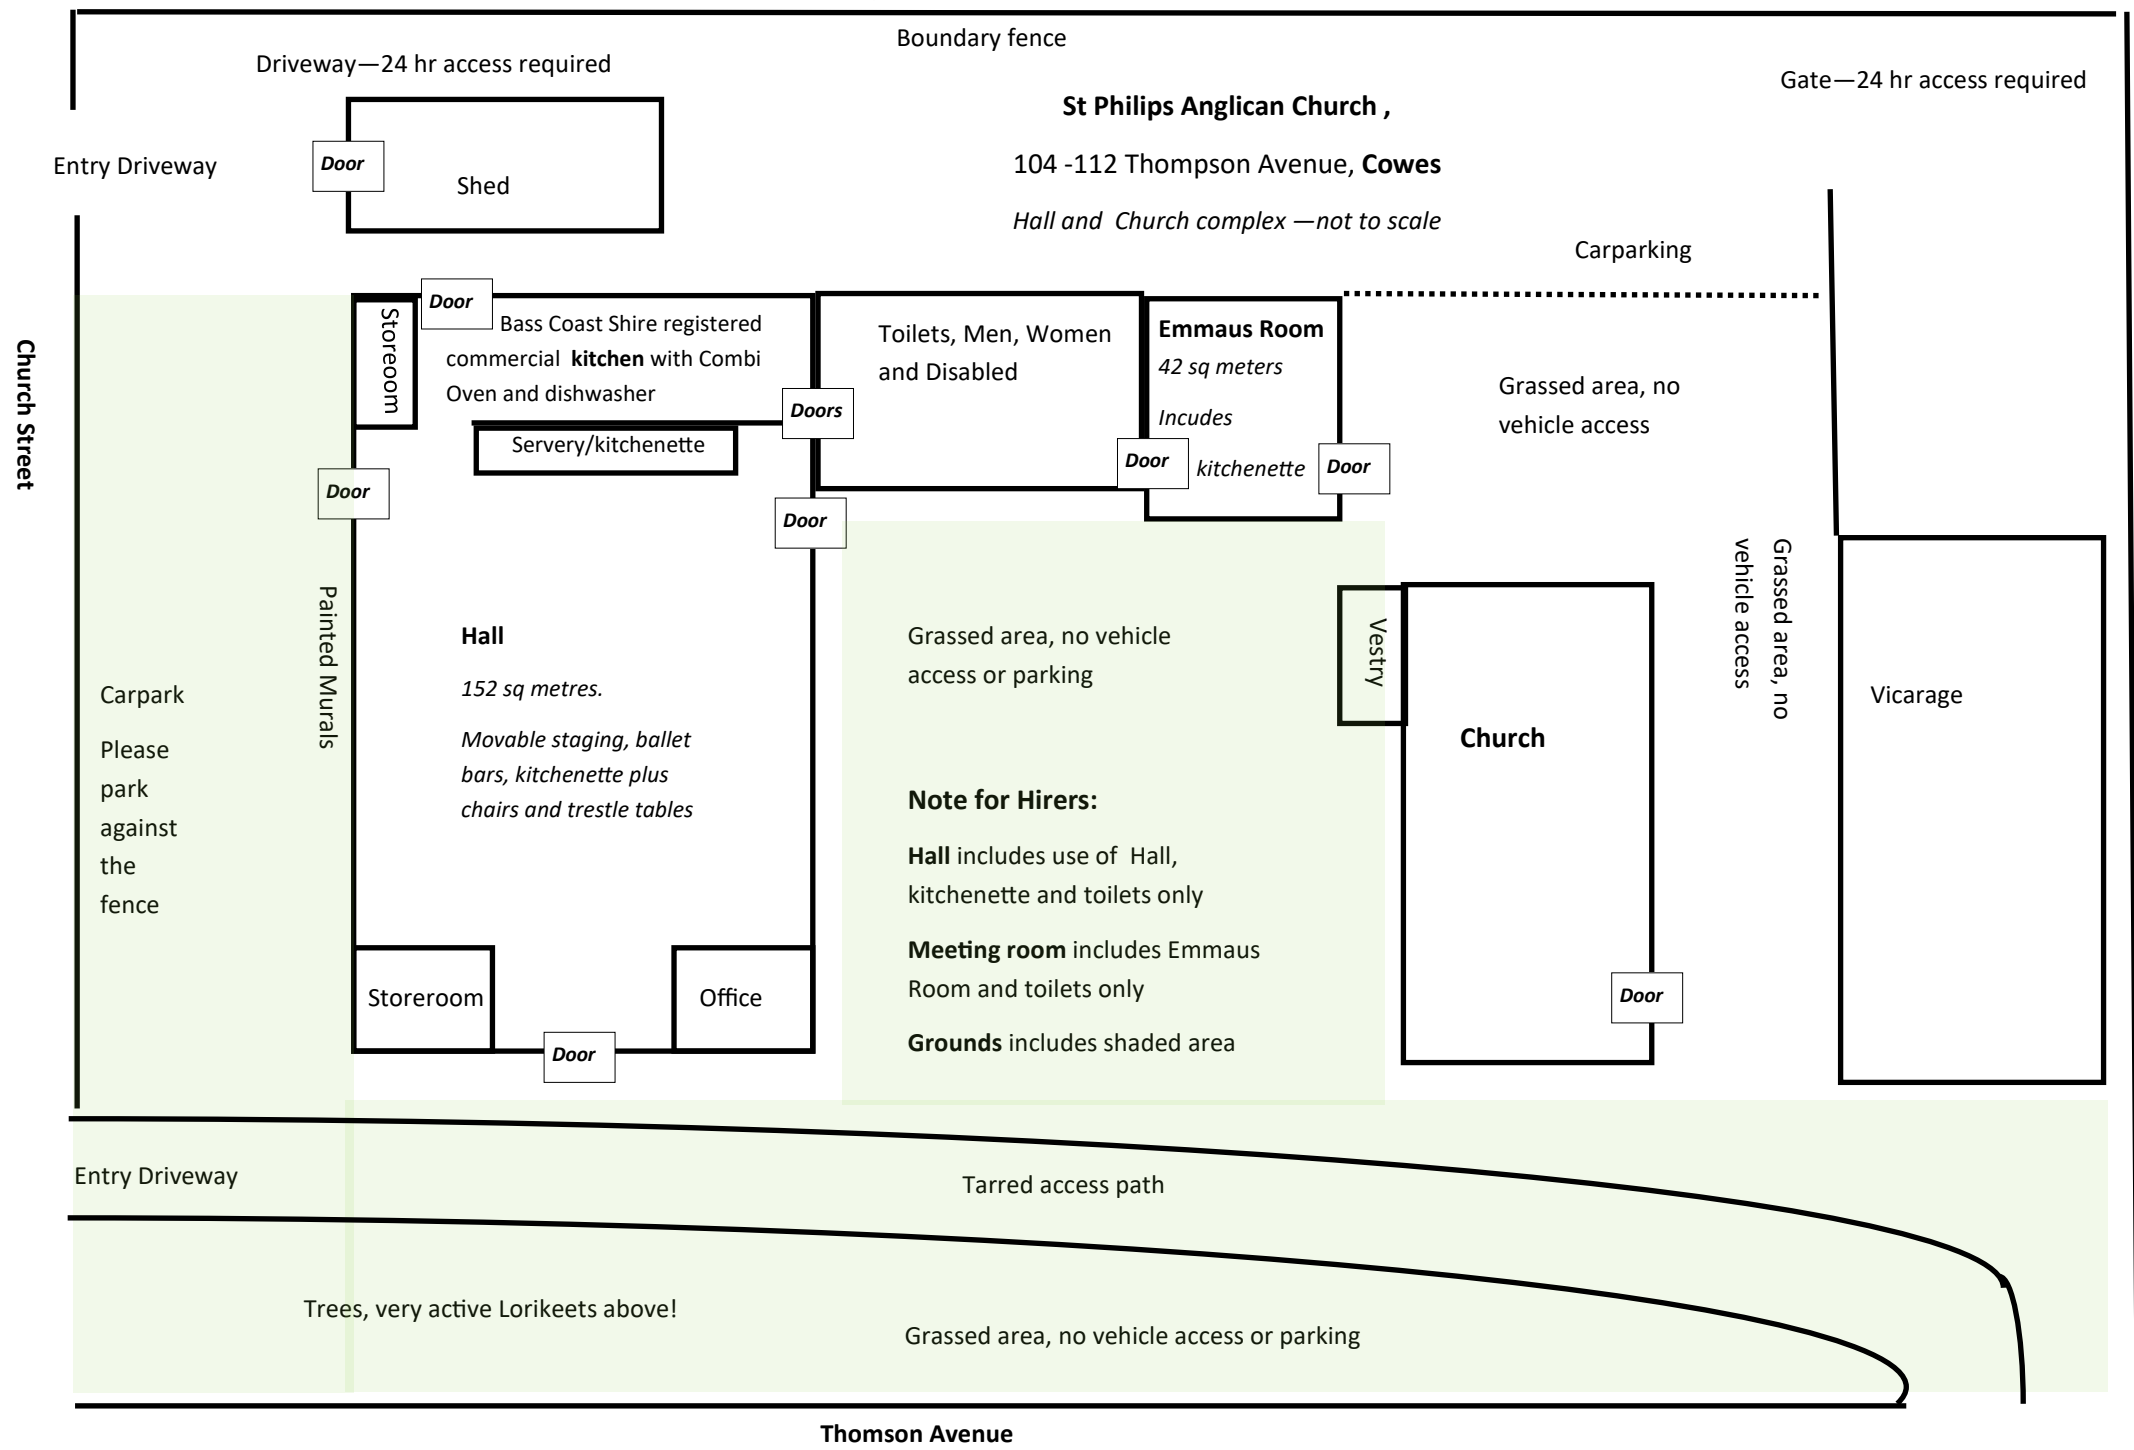 Boundary fence
Driveway—24 hr access required
Gate—24 hr access required
St Philips Anglican Church ,
104 -112 Thompson Avenue, Cowes
Hall and Church complex —not to scale
Entry Driveway
Door
Shed
Carparking
Church Street
Storeoom
Door
Bass Coast Shire registered
commercial kitchen with Combi
Oven and dishwasher
Servery/kitchenette
Doors
Toilets, Men, Women
and Disabled
Emmaus Room
42 sq meters
Incudes
kitchenette
Door
Door
Grassed area, no
vehicle access
Door
Door
Painted Murals
Carpark
Please
park
against
the
fence
Hall
152 sq metres.
Movable staging, ballet
bars, kitchenette plus
chairs and trestle tables
Grassed area, no vehicle
access or parking
Note for Hirers:
Hall includes use of Hall,
kitchenette and toilets only
Meeting room includes Emmaus
Room and toilets only
Grounds includes shaded area
Vestry
Church
Door
Grassed area, no
vehicle access
Vicarage
Storeroom
Office
Door
Entry Driveway
Tarred access path
Trees, very active Lorikeets above!
Grassed area, no vehicle access or parking
Thomson Avenue